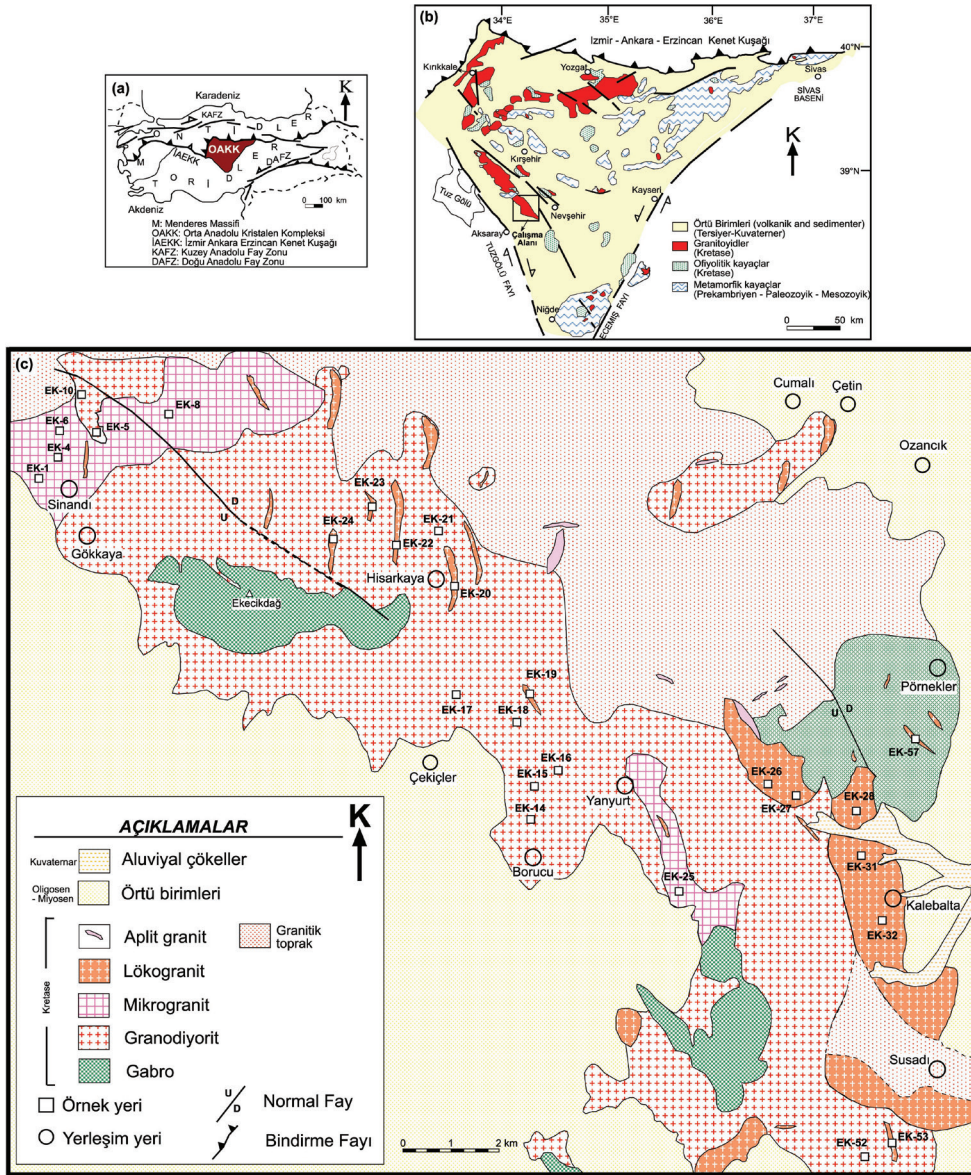 (a)
Karadeniz
KAFZ
K
PONTİDLER
OAKK
M
İAEKK
TORİDLER
DAFZ
Akdeniz
0 100 km
M: Menderes Massifi
OAKK: Orta Anadolu Kristalen Kompleksi
İAEKK: İzmir Ankara Erzincan Kenet Kuşağı
KAFZ: Kuzey Anadolu Fay Zonu
DAFZ: Doğu Anadolu Fay Zonu
(b)
34°E 35°E 37°E
Izmir - Ankara - Erzincan Kenet Kuşağı
40°N
Kırıkkale
Yozgat
Sivas
SİVAS
BASENİ
K
Kırşehir
39°N
Tuz Gölü
Kayseri
Nevşehir
Aksaray
Çalışma
Alanı
TUZGÖLÜ FAYI
Niğde
ECEMİŞ FAYI
Örtü Birimleri (volkanik and sedimenter)
(Tersiyer-Kuvaterner)
Granitoyidler
(Kretase)
Ofiyolitik kayaçlar
(Kretase)
Metamorfik kayaçlar
(Prekambriyen - Paleozoyik - Mesozoyik)
0 50 km
(c)
EK-10
EK-8
EK-6
EK-5
EK-4
EK-1
Sinandı
Gökkaya
U D
EK-23
EK-24
EK-21
EK-22
Hisarkaya
EK-20
Ekecikdağ
Cumalı
Çetin
Ozancık
Pörnekler
U D
EK-57
EK-19
EK-17
EK-18
EK-16
EK-15
EK-14
Çekiçler
Yanyurt
Borucu
EK-25
EK-26
EK-27
EK-28
EK-31
Kalebalta
EK-32
Susadı
EK-52
EK-53
AÇIKLAMALAR
K
Kuvaternar
Aluviyal çökeller
Oligosen
- Miyosen
Örtü birimleri
Kretase
Aplit granit
Granitik
toprak
Lökogranit
Mikrogranit
Granodiyorit
Gabro
Örnek yeri
U
D
Normal Fay
Yerleşim yeri
Bindirme Fayı
0 1 2 km